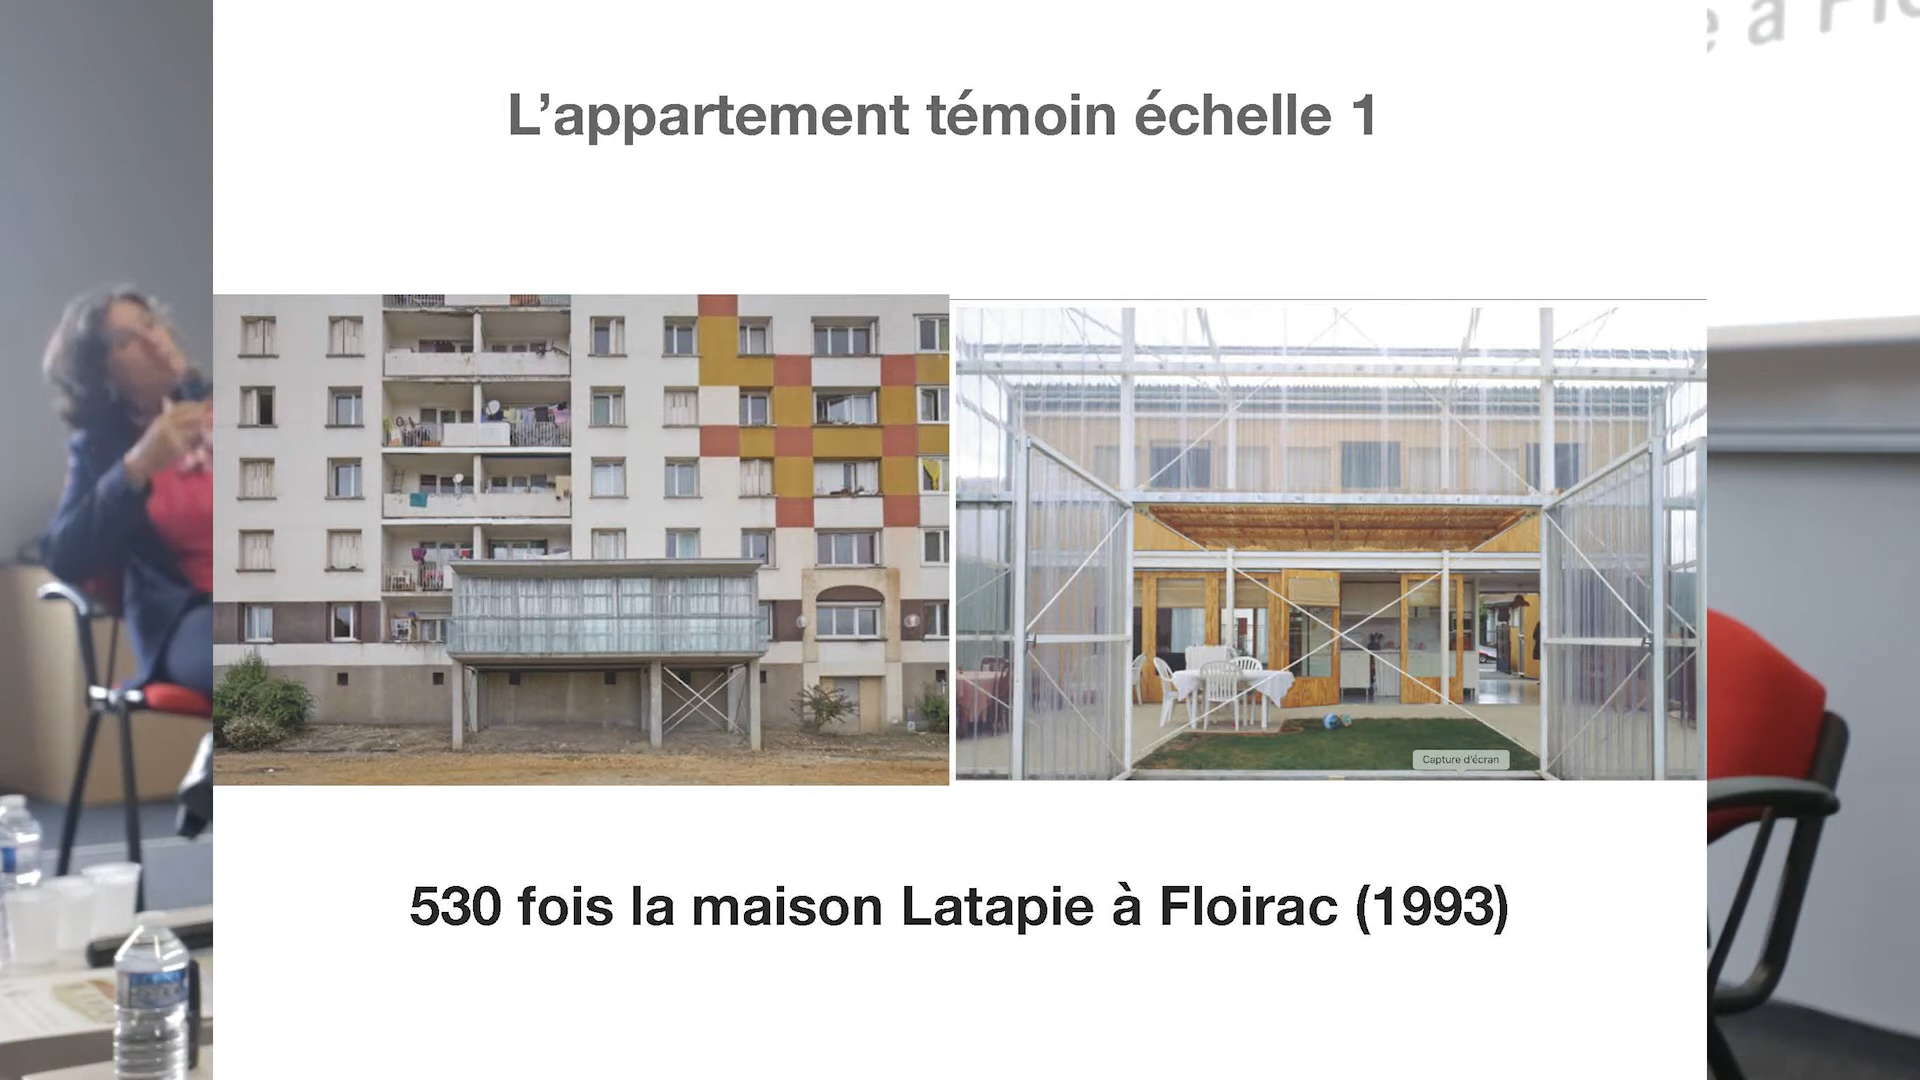 L’appartement témoin échelle 1
Capture d'écran
530 fois la maison Latapie à Floirac (1993)